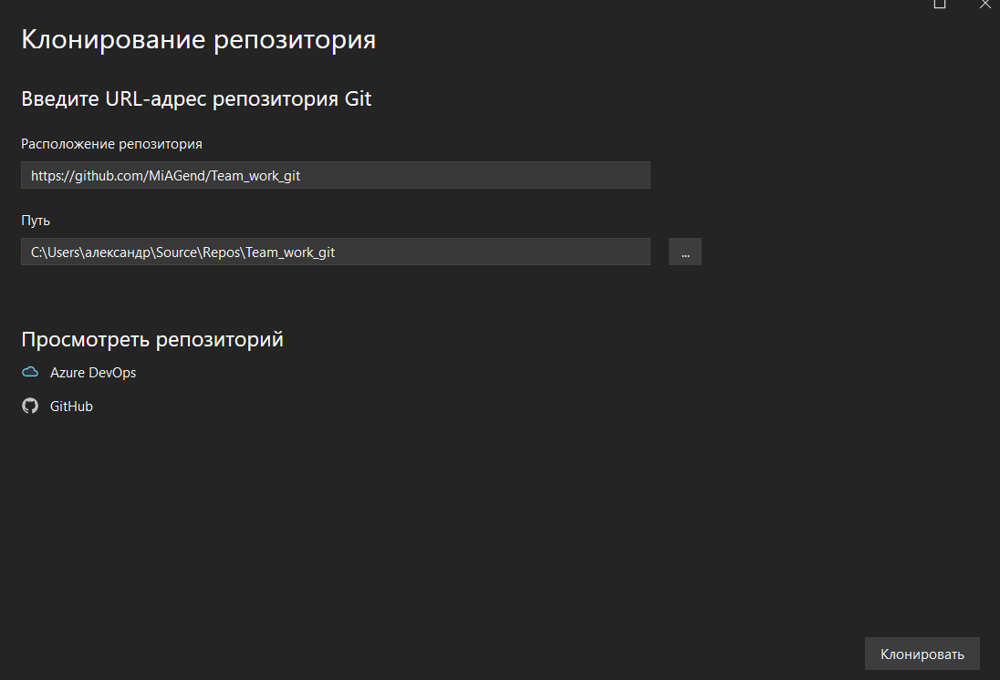 Клонирование репозитория
Введите URL-адрес репозитория Git
Расположение репозитория
https://github.com/MiAGend/Team_work_git
Путь
C:\Users\александр\Source\Repos\Team_work_git
...
Просмотреть репозиторий
Azure DevOps
GitHub
Клонировать